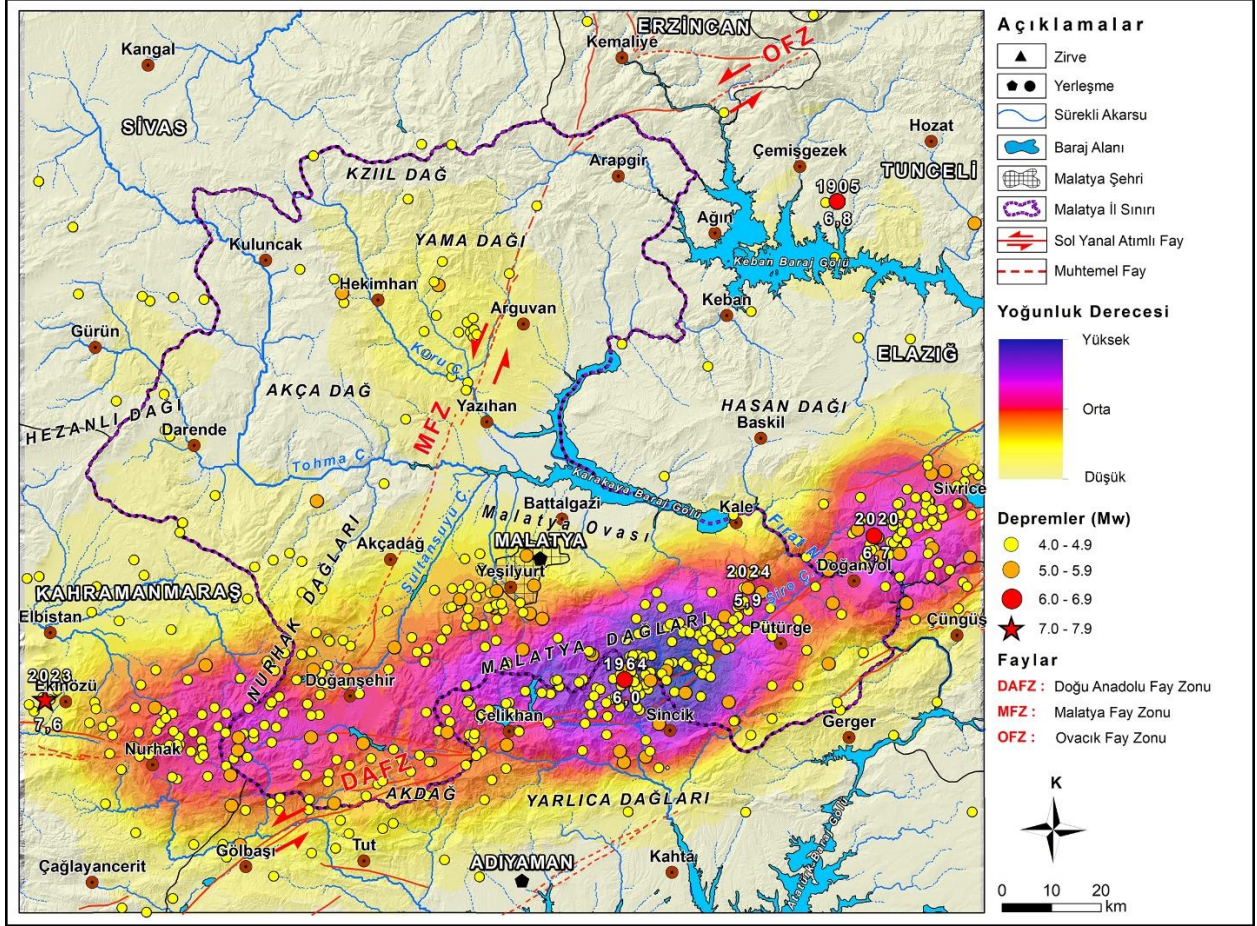 ERZİNCAN
Kemaliye
OFZ
Kangal
SİVAS
Hozat
Arapgir
Çemişgezek
TUNCELİ
KZIIL DAĞ
1905
6,8
Ağın
Kuluncak
YAMA DAĞI
Keban Baraj Gölü
Hekimhan
Arguvan
Keban
Gürün
Kuru Ç.
ELAZIĞ
AKÇA DAĞ
HEZANLI DAĞI
Yazıhan
HASAN DAĞI
Baskil
Darende
MFZ
Tohma Ç.
Karakaya Baraj Gölü
Sivrice
Battalgazi
Kale
Malatya Ovası
2020
6,7
Fırat N.
Akçadağ
Sultansuyu Ç.
MALATYA
Yeşilyurt
Doğanyol
2024
5,9
Şiro Ç.
KAHRAMANMARAŞ
Elbistan
NURHAK DAĞLARI
Çüngüş
Pütürge
MALATYA DAĞLARI
1964
6,0
2023
Ekinözü
7,6
Doğanşehir
Çelikhan
Sincik
Gerger
Nurhak
DAFZ
AKDAĞ
YARLICA DAĞLARI
Gölbaşı
Tut
Çağlayancerit
ADIYAMAN
Kahta
Atatürk Baraj Gölü
Açıklamalar
Zirve
Yerleşme
Sürekli Akarsu
Baraj Alanı
Malatya Şehri
Malatya İl Sınırı
Sol Yanal Atımlı Fay
Muhtemel Fay
Yoğunluk Derecesi
Yüksek
Orta
Düşük
Depremler (Mw)
4.0 - 4.9
5.0 - 5.9
6.0 - 6.9
7.0 - 7.9
Faylar
DAFZ : Doğu Anadolu Fay Zonu
MFZ : Malatya Fay Zonu
OFZ : Ovacık Fay Zonu
K
0 10 20
km